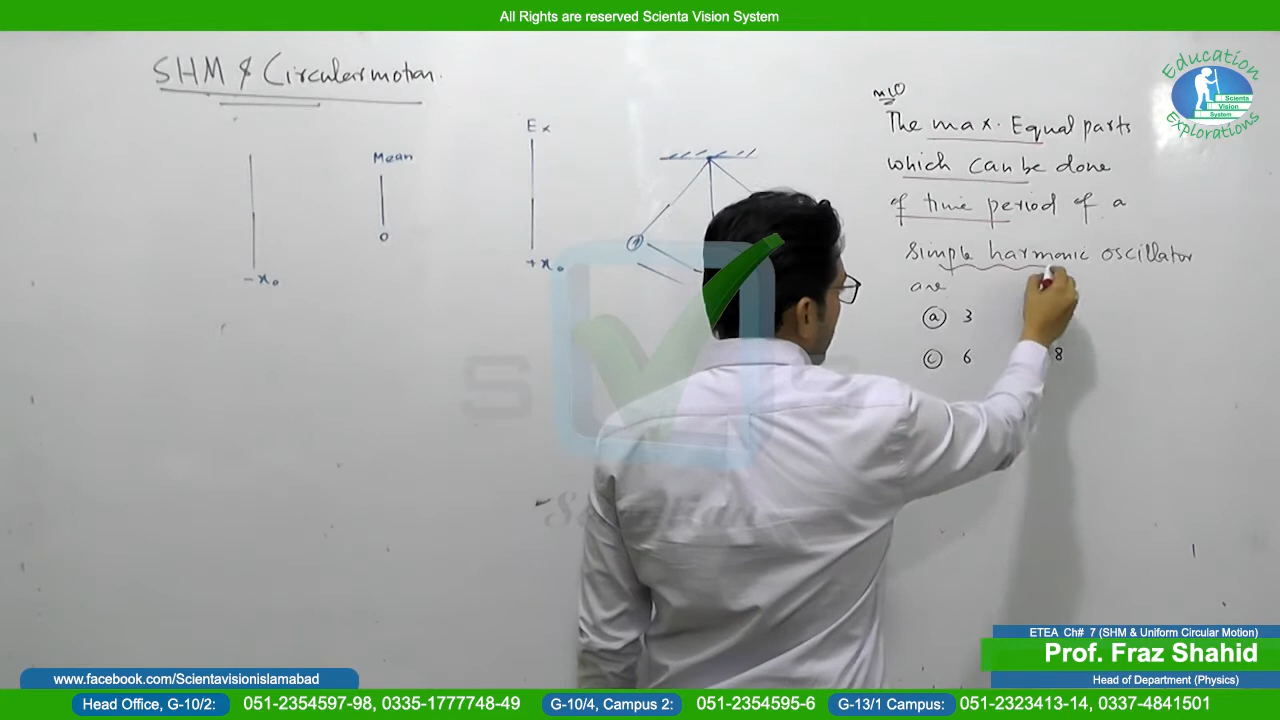 All Rights are reserved Scienta Vision System
SHM & Circular motion.
Mean
0
-x₀
Ex
+x₀
The max. Equal parts
which can be done
of time period of a
simple harmonic oscillator
are
(a) 3
(c) 6
8
Education
Scienta
Vision
System
Explorations
ETEA Ch# 7 (SHM & Uniform Circular Motion)
Prof. Fraz Shahid
Head of Department (Physics)
www.facebook.com/Scientavisionislamabad
Head Office, G-10/2: 051-2354597-98, 0335-1777748-49 G-10/4, Campus 2: 051-2354595-6 G-13/1 Campus: 051-2323413-14, 0337-4841501